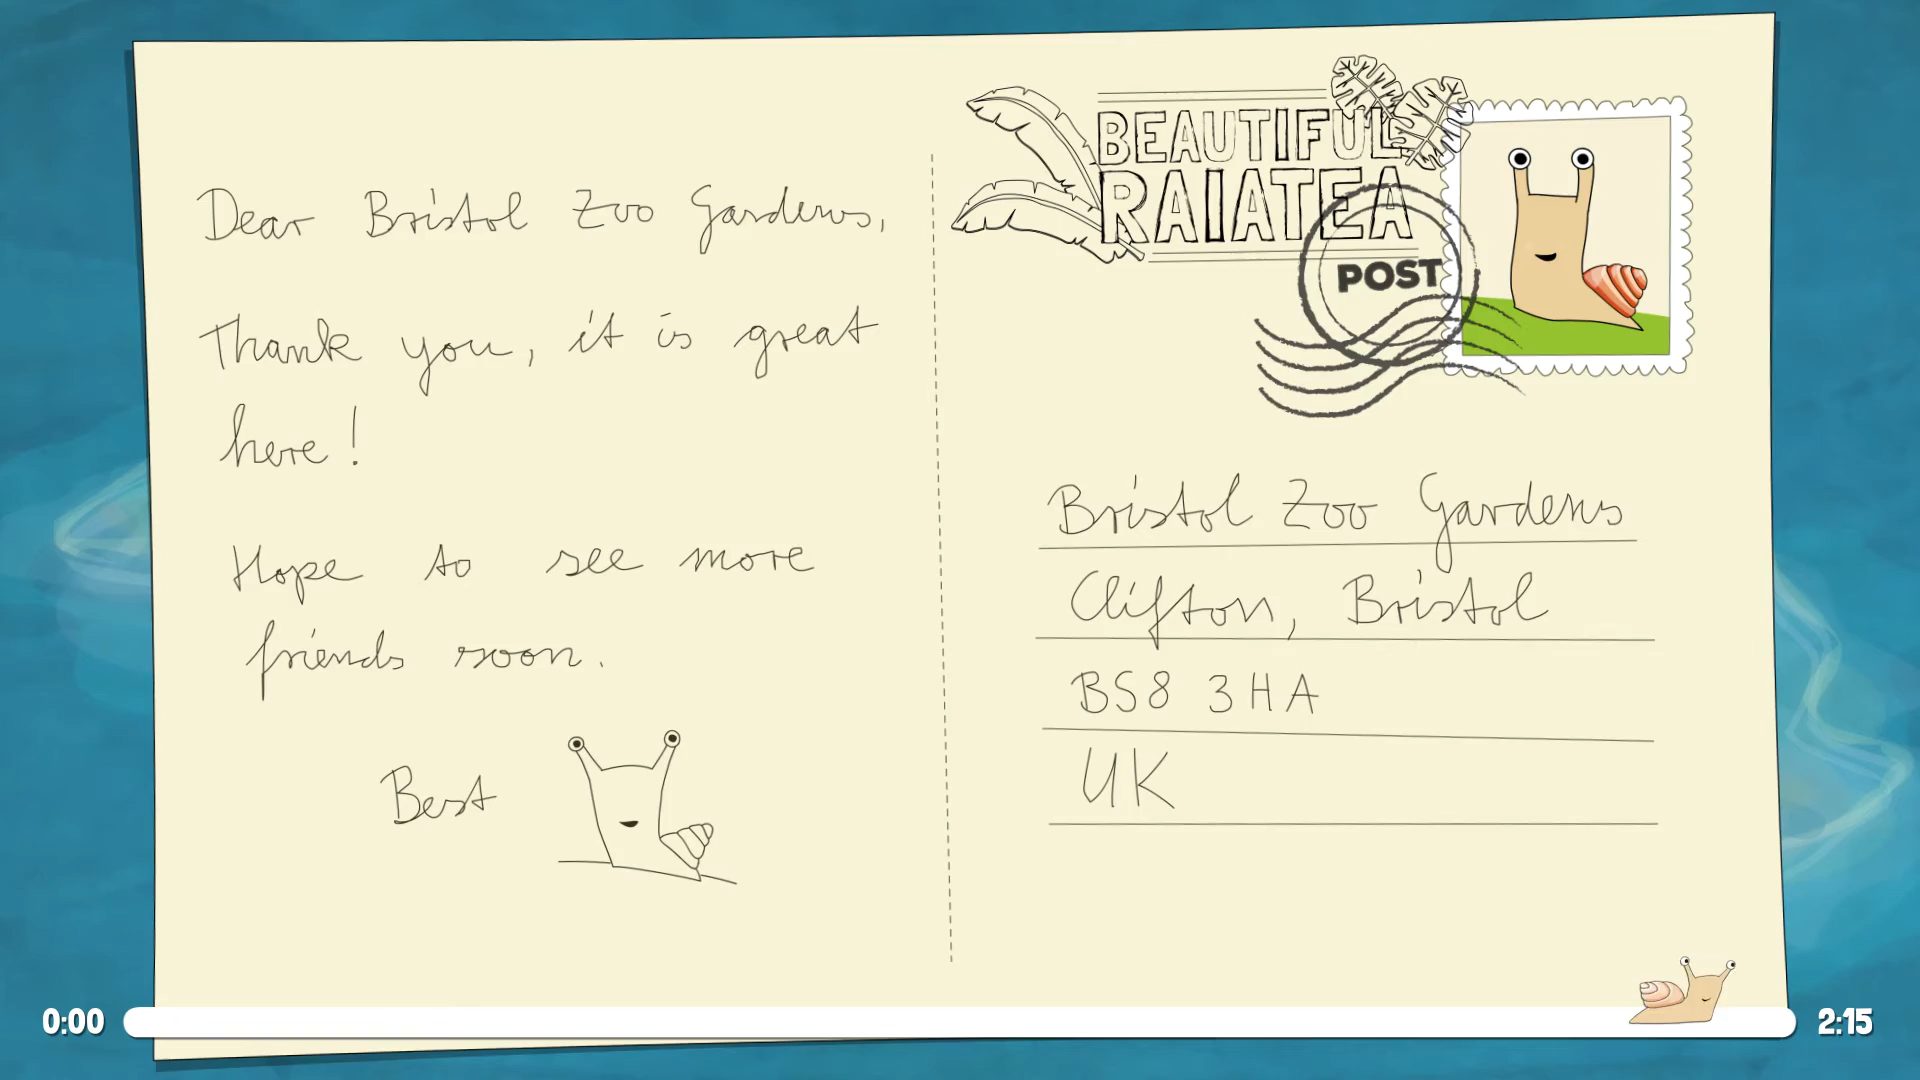 Dear Bristol Zoo Gardens,
Thank you, it is great
here!
Hope to see more
friends soon.
Best
BEAUTIFUL
RAIATEA
POST
Bristol Zoo Gardens
Clifton, Bristol
BS8 3HA
UK
0:00
2:15